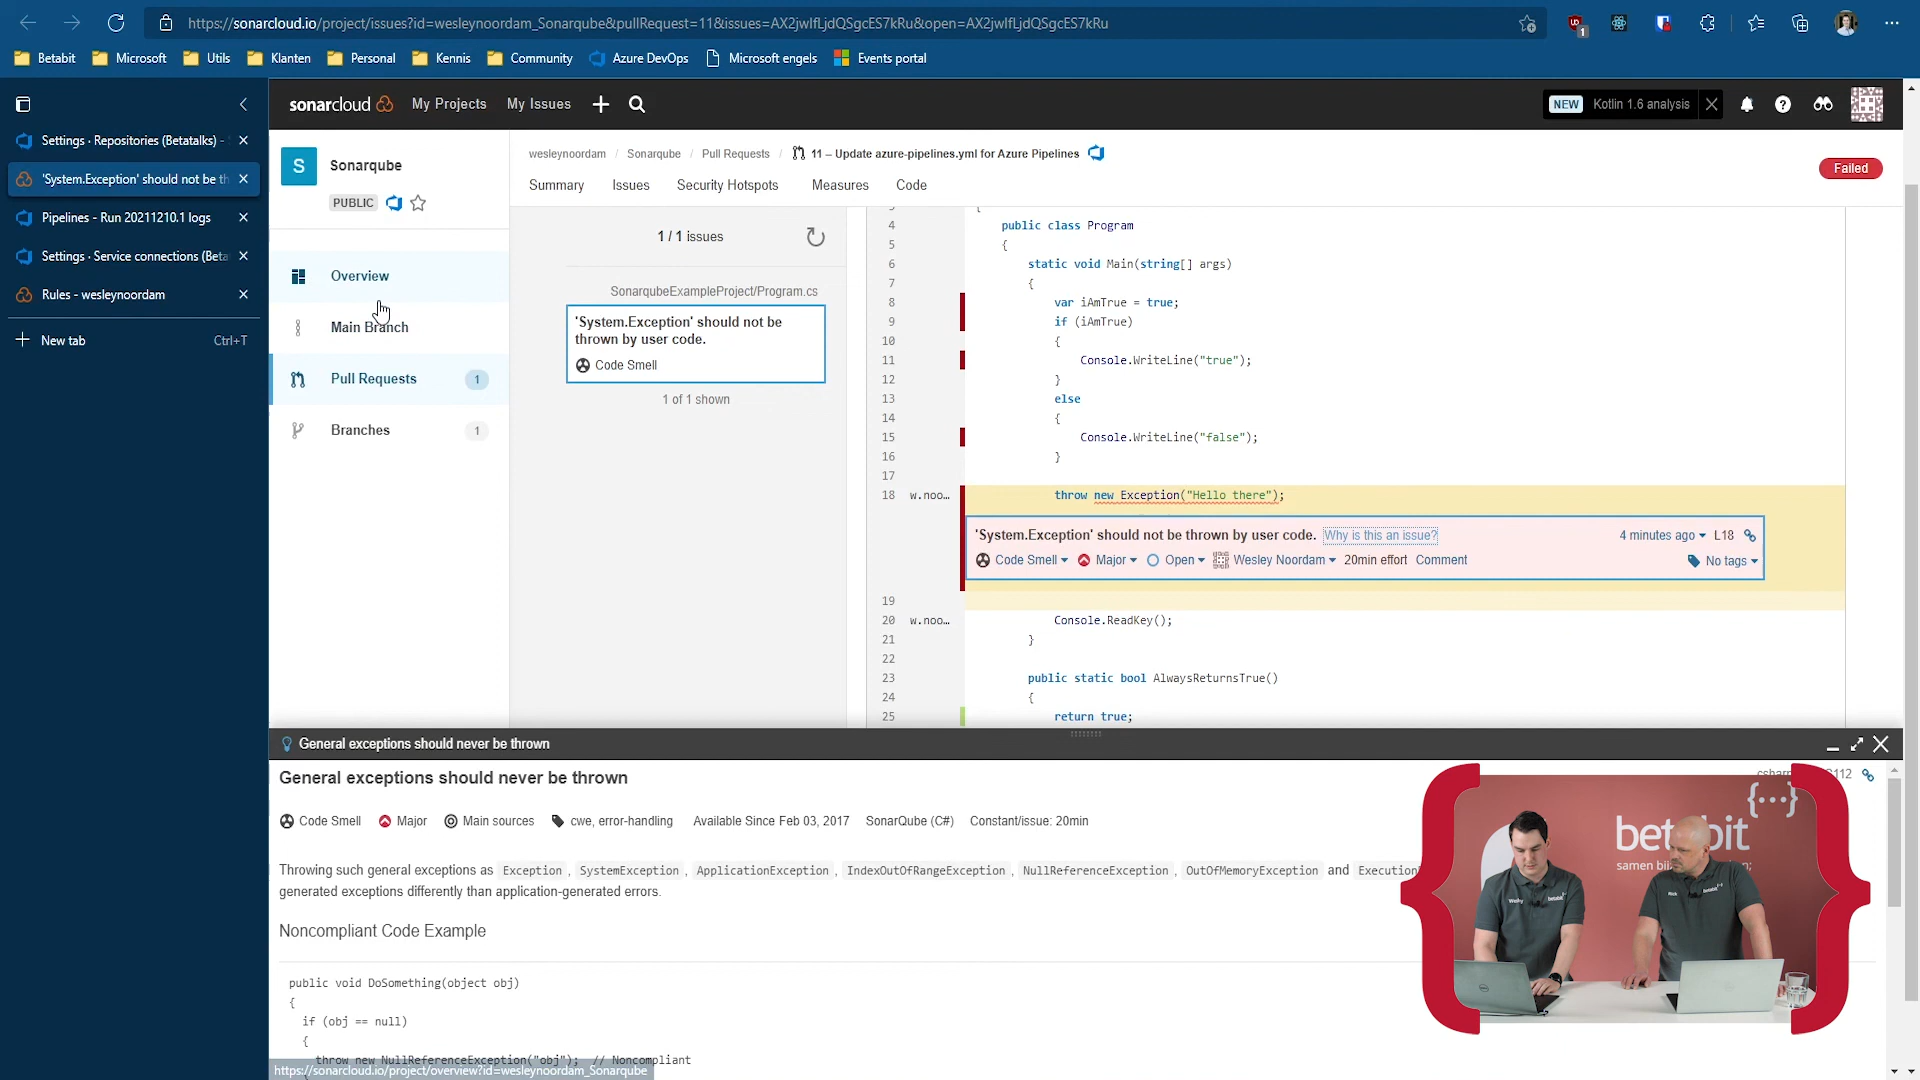 https://sonarcloud.io/project/issues?id=wesleynoordam_Sonarqube&pullRequest=11&issues=AX2jwIfLjdQSgcES7kRu&open=AX2jwIfLjdQSgcES7kRu
1
Betabit
Microsoft
Utils
Klanten
Personal
Kennis
Community
Azure DevOps
Microsoft engels
Events portal
Settings · Repositories (Betatalks) -
'System.Exception' should not be th
Pipelines - Run 20211210.1 logs
Settings · Service connections (Beta
Rules - wesleynoordam
New tab
Ctrl+T
sonarcloud
My Projects
My Issues
NEW
Kotlin 1.6 analysis
S
Sonarqube
PUBLIC
Overview
Main Branch
Pull Requests
1
Branches
1
wesleynoordam / Sonarqube / Pull Requests / 11 – Update azure-pipelines.yml for Azure Pipelines
Failed
Summary
Issues
Security Hotspots
Measures
Code
1 / 1 issues
SonarqubeExampleProject/Program.cs
'System.Exception' should not be
thrown by user code.
Code Smell
1 of 1 shown
4 public class Program
5 {
6 static void Main(string[] args)
7 {
8 var iAmTrue = true;
9 if (iAmTrue)
10 {
11 Console.WriteLine("true");
12 }
13 else
14 {
15 Console.WriteLine("false");
16 }
17
18 w.noo... throw new Exception("Hello there");
'System.Exception' should not be thrown by user code. Why is this an issue? 4 minutes ago L18
Code Smell Major Open Wesley Noordam 20min effort Comment No tags
19
20 w.noo... Console.ReadKey();
21 }
22
23 public static bool AlwaysReturnsTrue()
24 {
25 return true;
General exceptions should never be thrown
General exceptions should never be thrown
Code Smell Major Main sources cwe, error-handling Available Since Feb 03, 2017 SonarQube (C#) Constant/issue: 20min
Throwing such general exceptions as Exception, SystemException, ApplicationException, IndexOutOfRangeException, NullReferenceException, OutOfMemoryException and
generated exceptions differently than application-generated errors.
Noncompliant Code Example
public void DoSomething(object obj)
{
if (obj == null)
{
throw new NullReferenceException("obj"); // Noncompliant
https://sonarcloud.io/project/overview?id=wesleynoordam_Sonarqube
{...}
samen